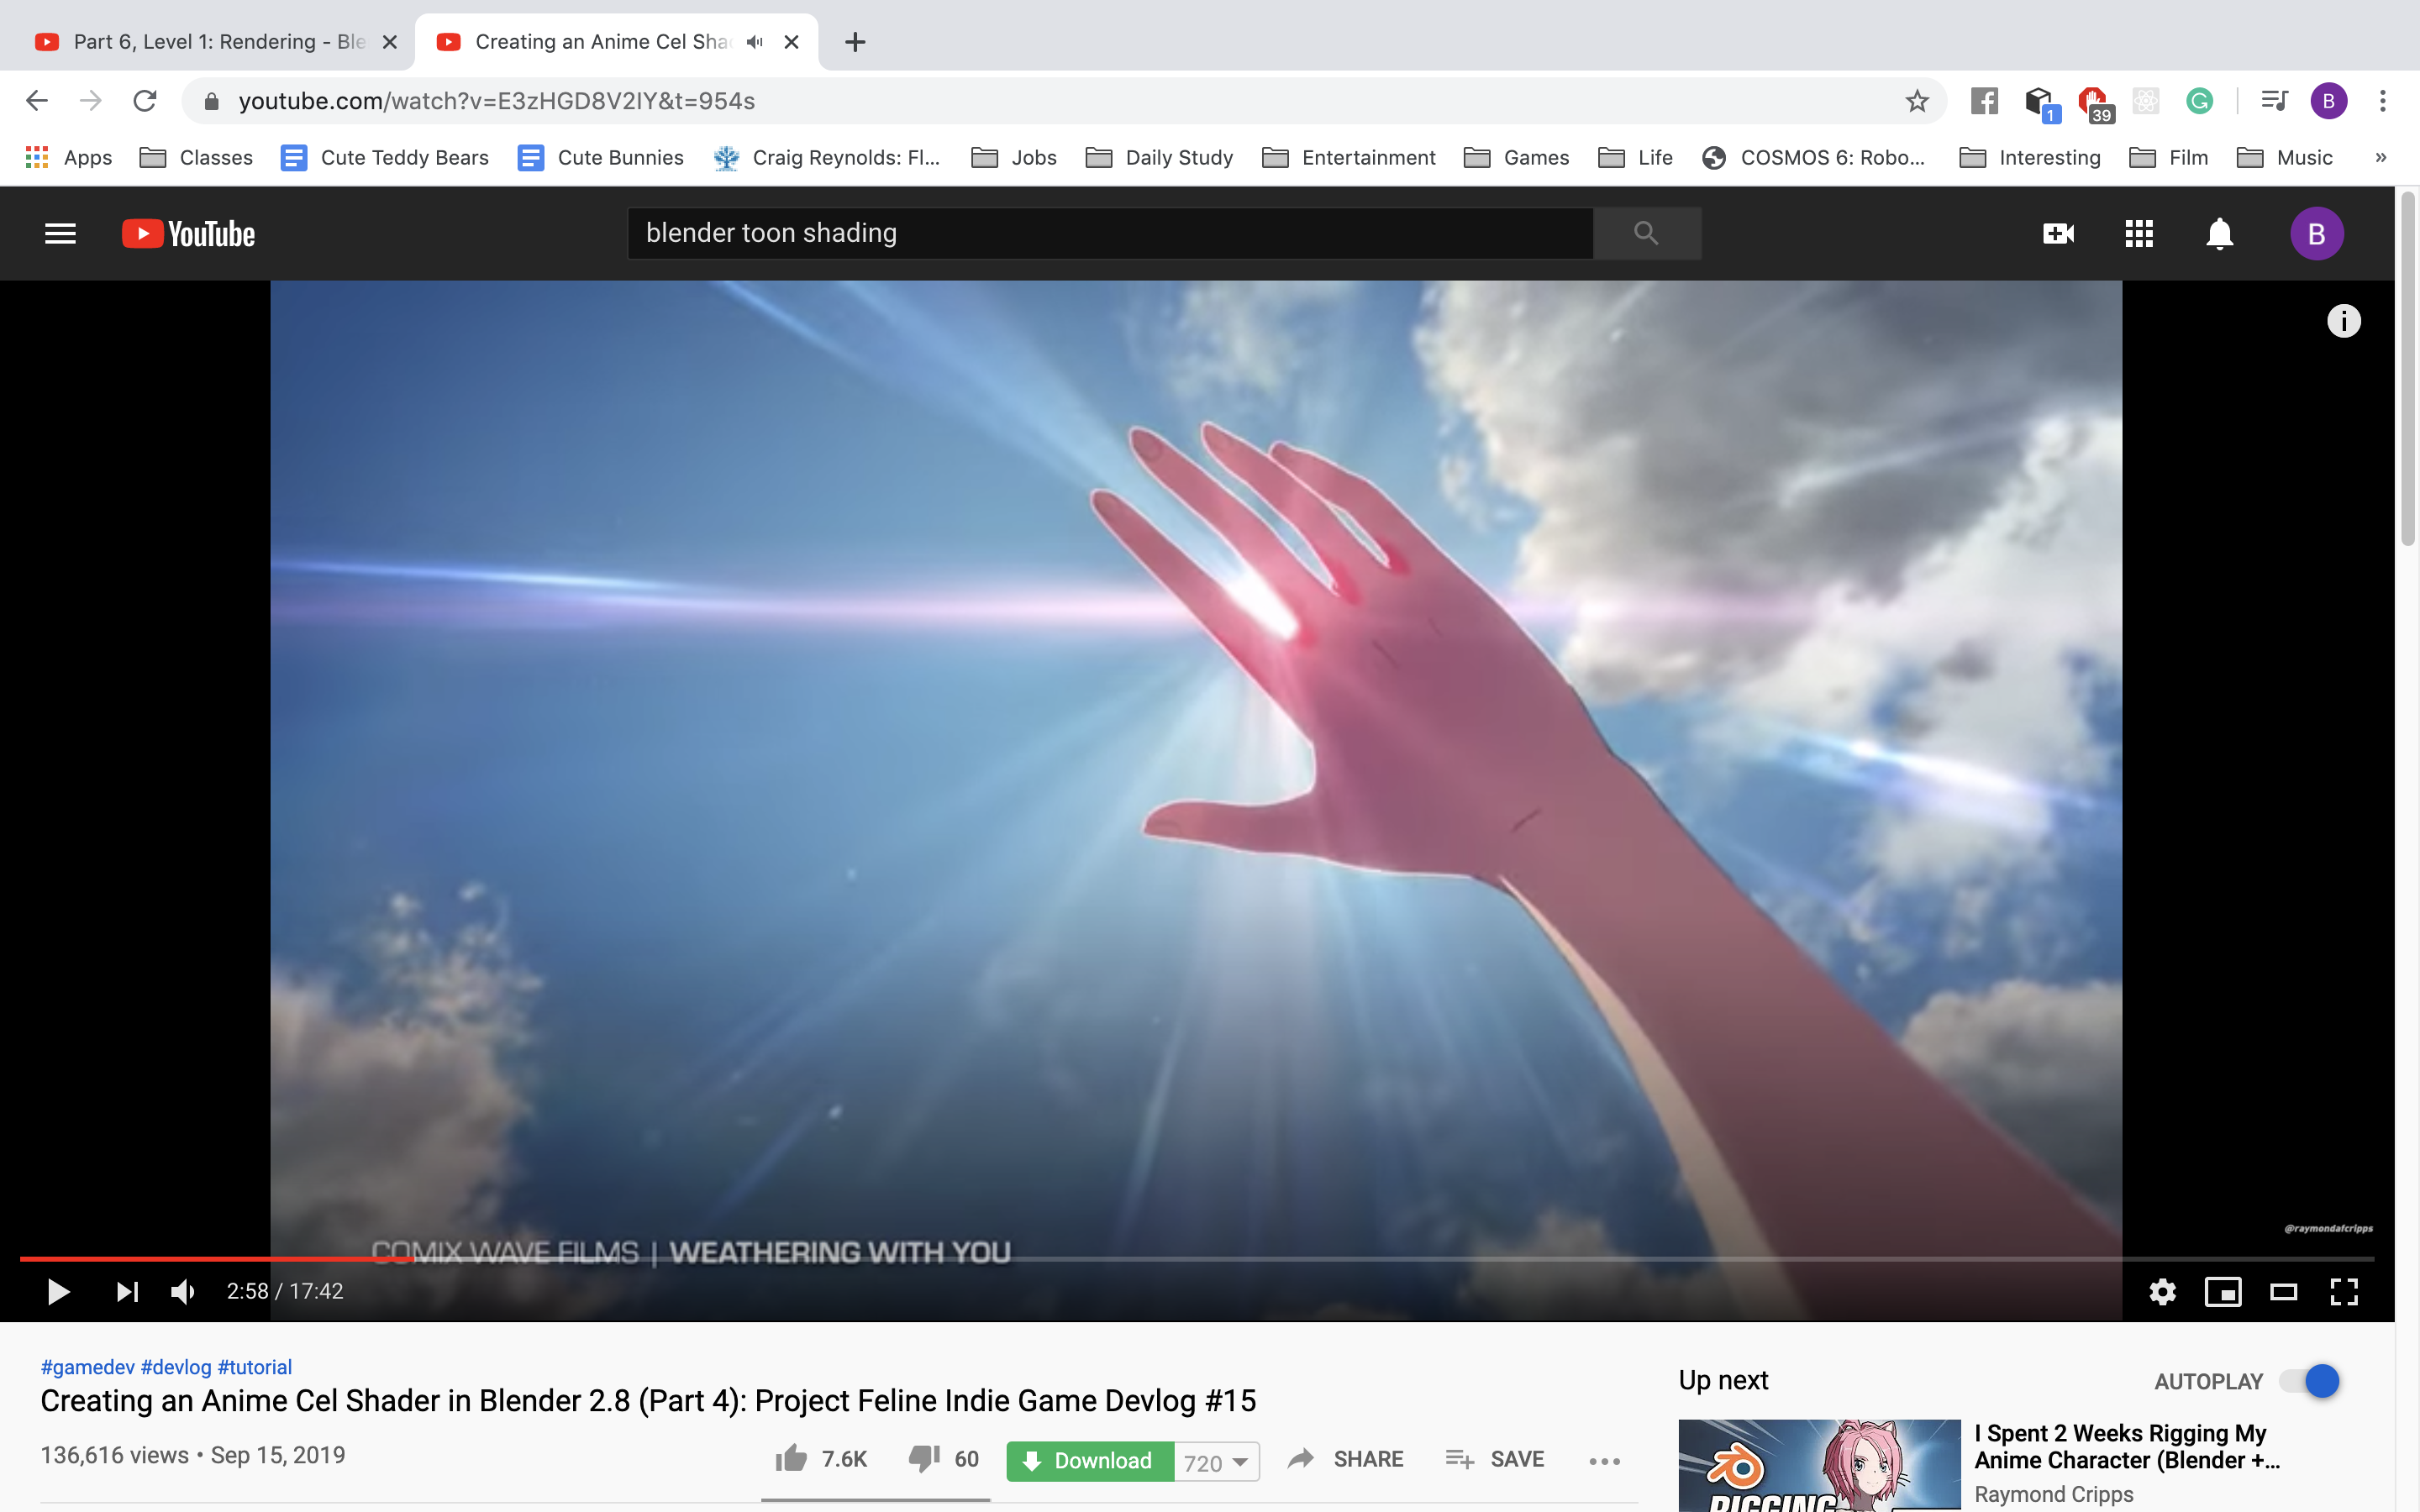 Part 6, Level 1: Rendering - Ble
Creating an Anime Cel Sha
youtube.com/watch?v=E3zHGD8V2IY&t=954s
1
39
B
Apps
Classes
Cute Teddy Bears
Cute Bunnies
Craig Reynolds: Fl...
Jobs
Daily Study
Entertainment
Games
Life
COSMOS 6: Robo...
Interesting
Film
Music
»
YouTube
blender toon shading
B
COMIX WAVE FILMS | WEATHERING WITH YOU
@raymondafcripps
2:58 / 17:42
#gamedev #devlog #tutorial
Creating an Anime Cel Shader in Blender 2.8 (Part 4): Project Feline Indie Game Devlog #15
136,616 views • Sep 15, 2019
7.6K
60
Download
720
SHARE
SAVE
Up next
AUTOPLAY
RIGGING
I Spent 2 Weeks Rigging My
Anime Character (Blender +...
Raymond Cripps